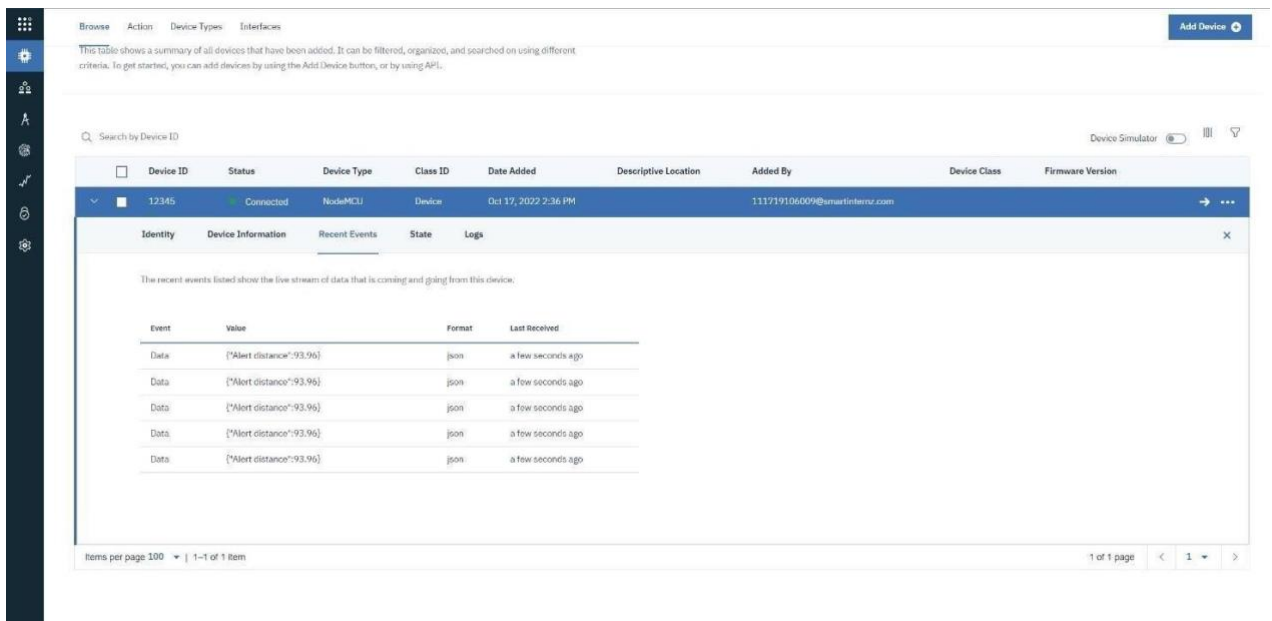 Browse Action Device Types Interfaces
Add Device
This table shows a summary of all devices that have been added. It can be filtered, organized, and searched on using different
criteria. To get started, you can add devices by using the Add Device button, or by using API.
Search by Device ID
Device Simulator
Device ID Status Device Type Class ID Date Added Descriptive Location Added By Device Class Firmware Version
12345 Connected NodeMCU Device Oct 17, 2022 2:36 PM 111719106009@smartinternz.com
Identity Device Information Recent Events State Logs
The recent events listed show the live stream of data that is coming and going from this device.
Event Value Format Last Received
Data {"Alert distance":93.96} json a few seconds ago
Data {"Alert distance":93.96} json a few seconds ago
Data {"Alert distance":93.96} json a few seconds ago
Data {"Alert distance":93.96} json a few seconds ago
Data {"Alert distance":93.96} json a few seconds ago
Items per page 100 | 1–1 of 1 item
1 of 1 page 1